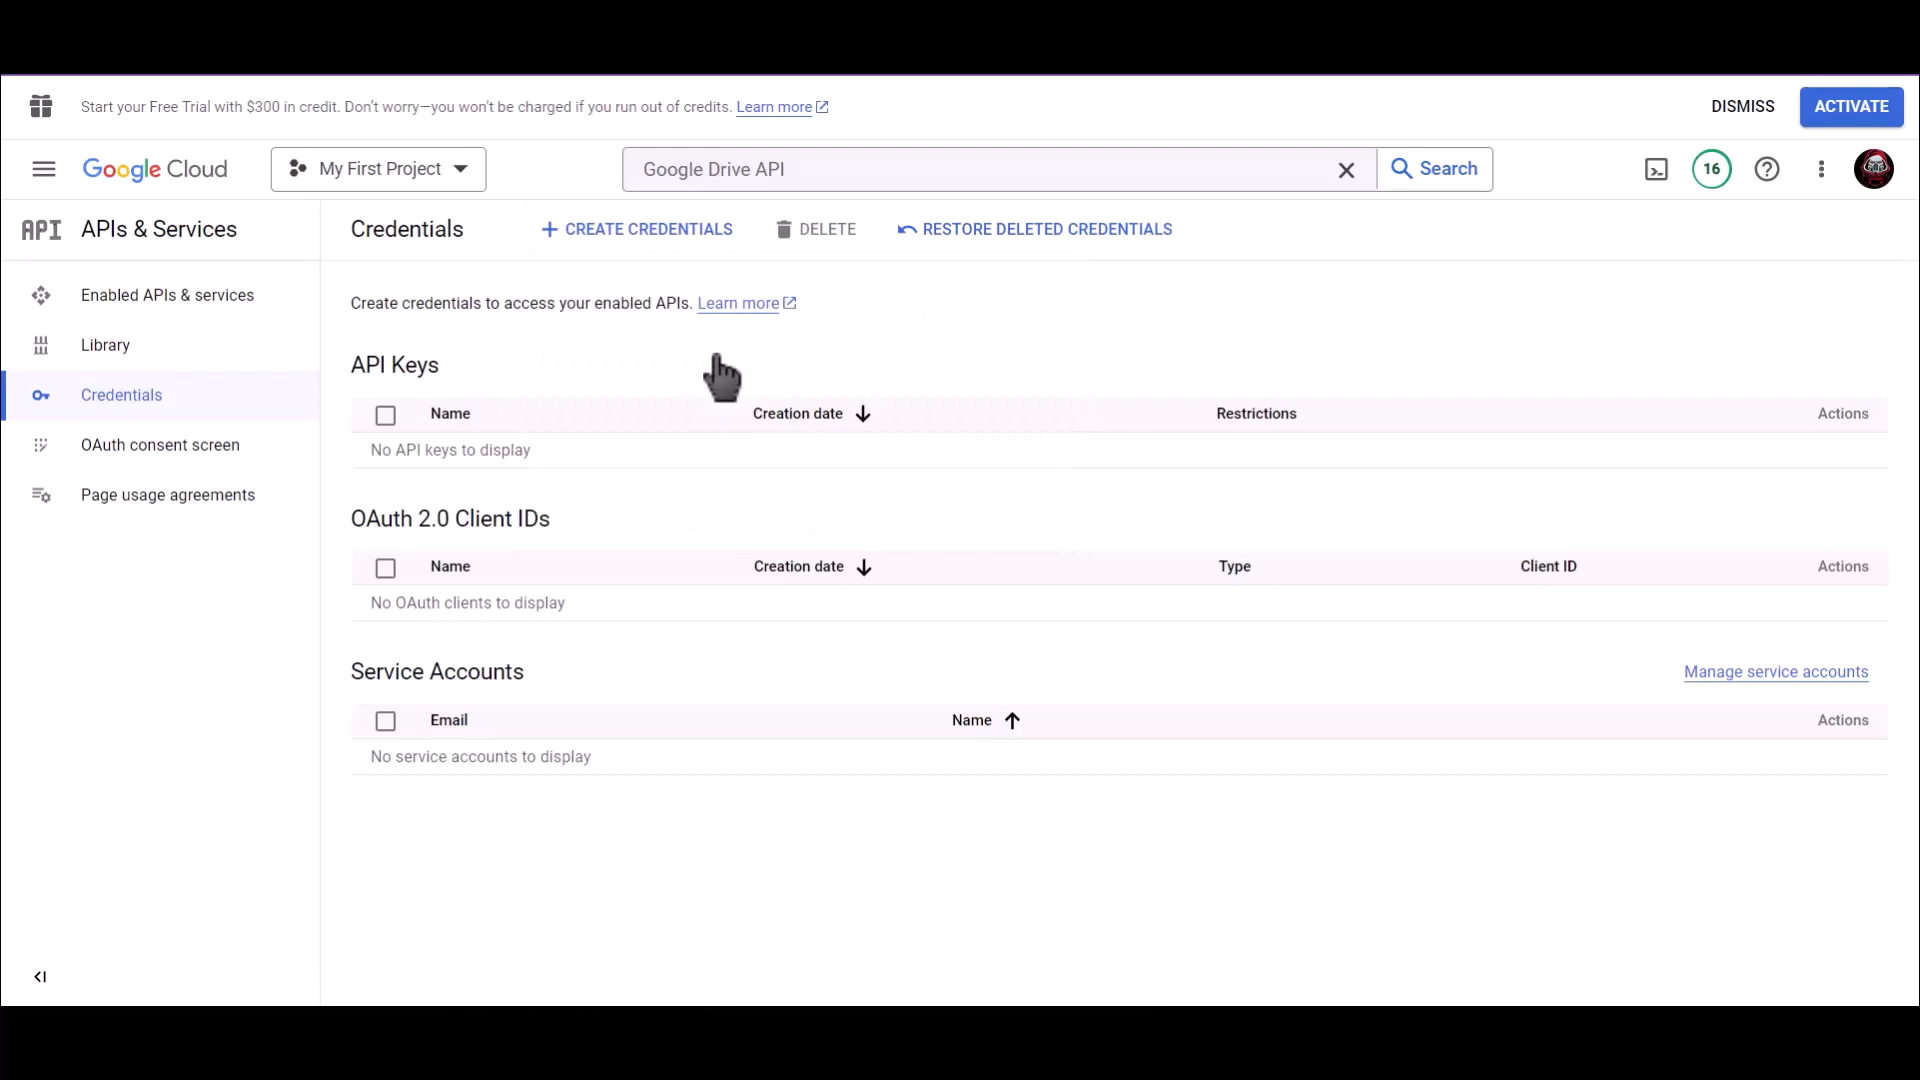 Start your Free Trial with $300 in credit. Don't worry—you won't be charged if you run out of credits. Learn more
DISMISS
ACTIVATE
Google Cloud
My First Project
Google Drive API
Search
16
API APIs & Services
Credentials
CREATE CREDENTIALS
DELETE
RESTORE DELETED CREDENTIALS
Enabled APIs & services
Library
Credentials
OAuth consent screen
Page usage agreements
Create credentials to access your enabled APIs. Learn more
API Keys
Name Creation date Restrictions Actions
No API keys to display
OAuth 2.0 Client IDs
Name Creation date Type Client ID Actions
No OAuth clients to display
Service Accounts
Manage service accounts
Email Name Actions
No service accounts to display